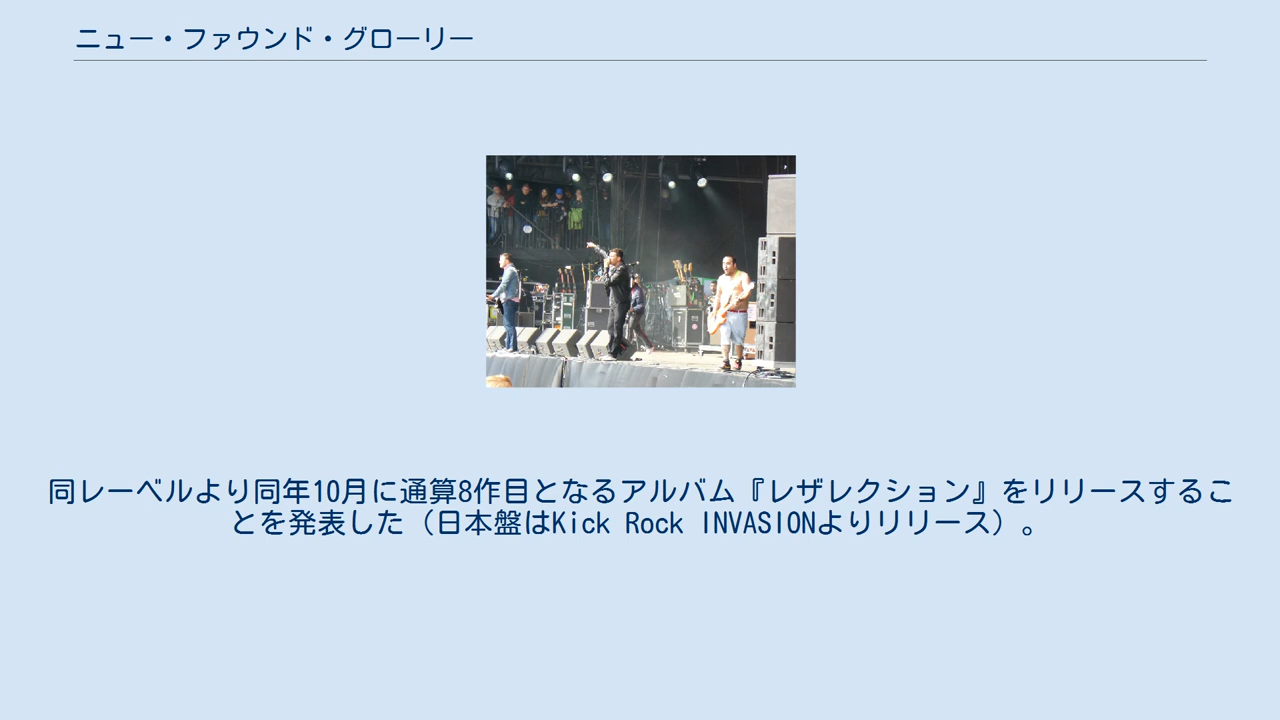 ニュー・ファウンド・グローリー
同レーベルより同年10月に通算8作目となるアルバム『レザレクション』をリリースするこ
とを発表した（日本盤はKick Rock INVASIONよりリリース）。